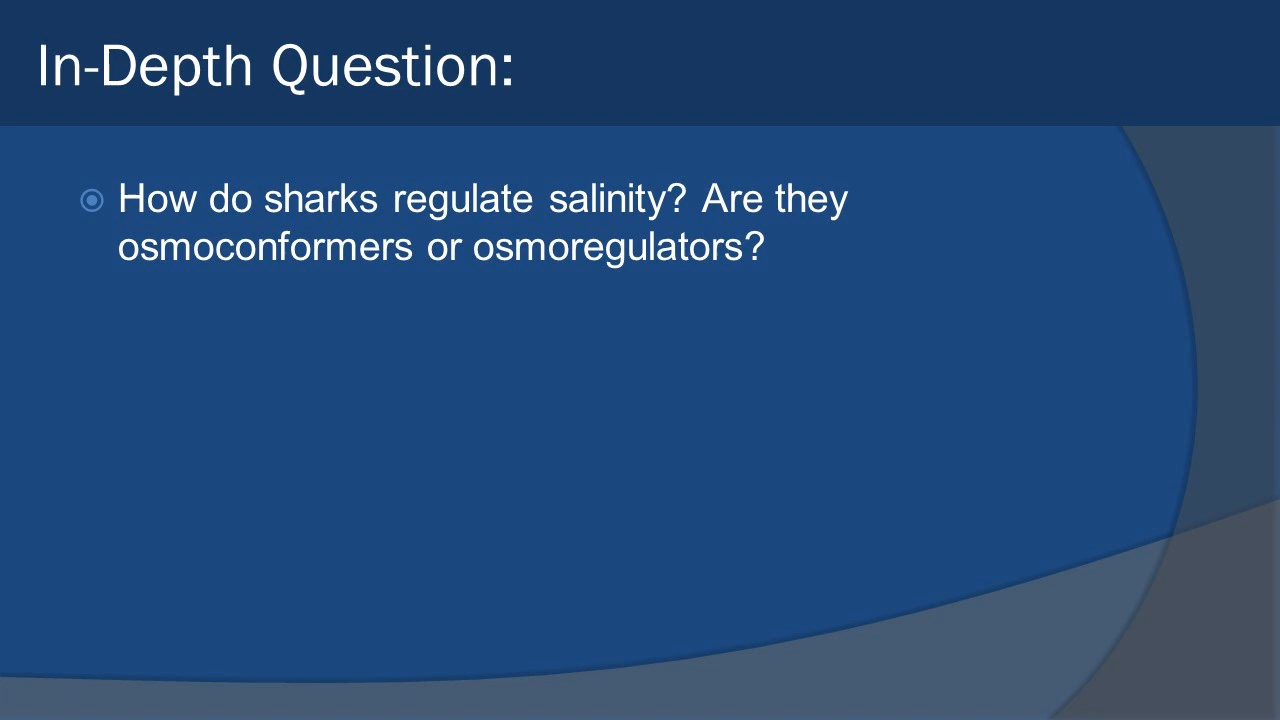 In-Depth Question:
How do sharks regulate salinity? Are they
osmoconformers or osmoregulators?